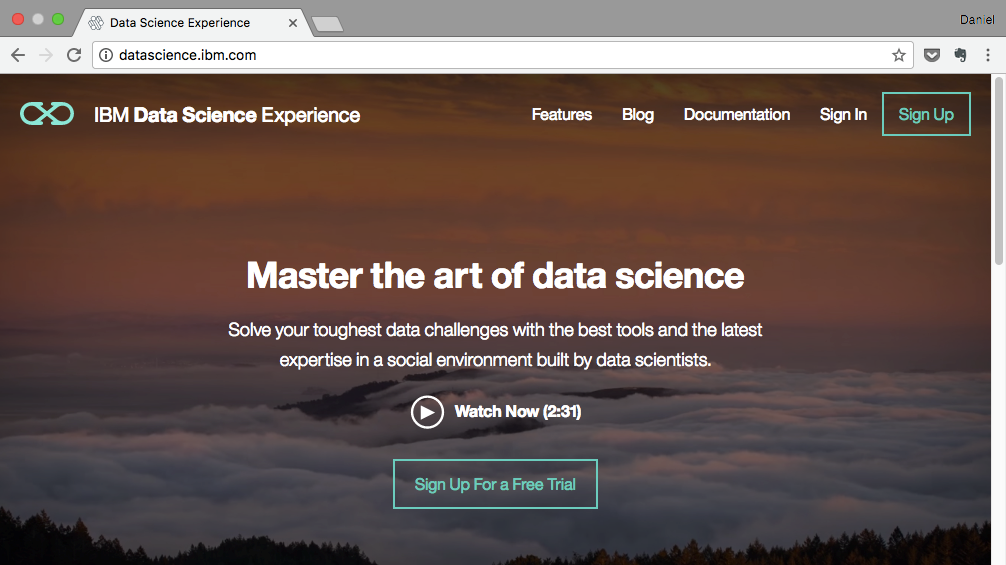 Data Science Experience
Daniel
datascience.ibm.com
IBM Data Science Experience
Features
Blog
Documentation
Sign In
Sign Up
Master the art of data science
Solve your toughest data challenges with the best tools and the latest
expertise in a social environment built by data scientists.
Watch Now (2:31)
Sign Up For a Free Trial